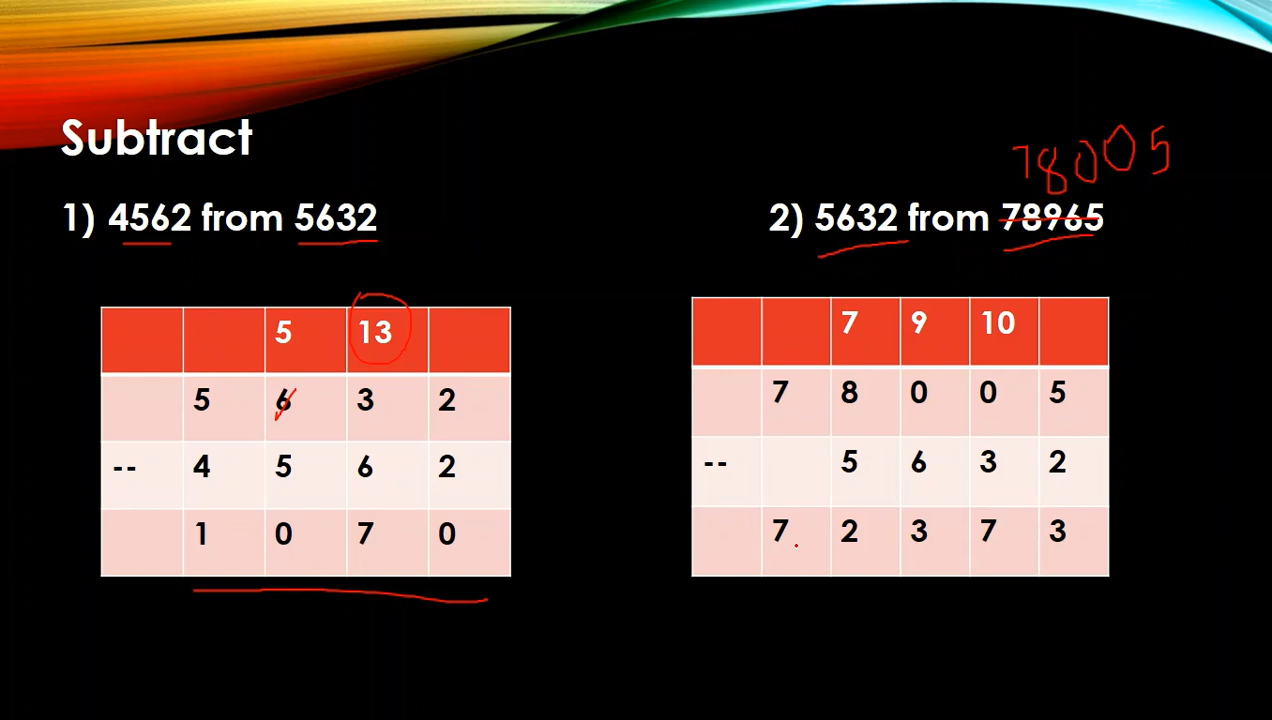 Subtract
78005
1) 4562 from 5632
2) 5632 from 78965
5 13
5 6 3 2
-- 4 5 6 2
1 0 7 0
7 9 10
7 8 0 0 5
-- 5 6 3 2
7 2 3 7 3